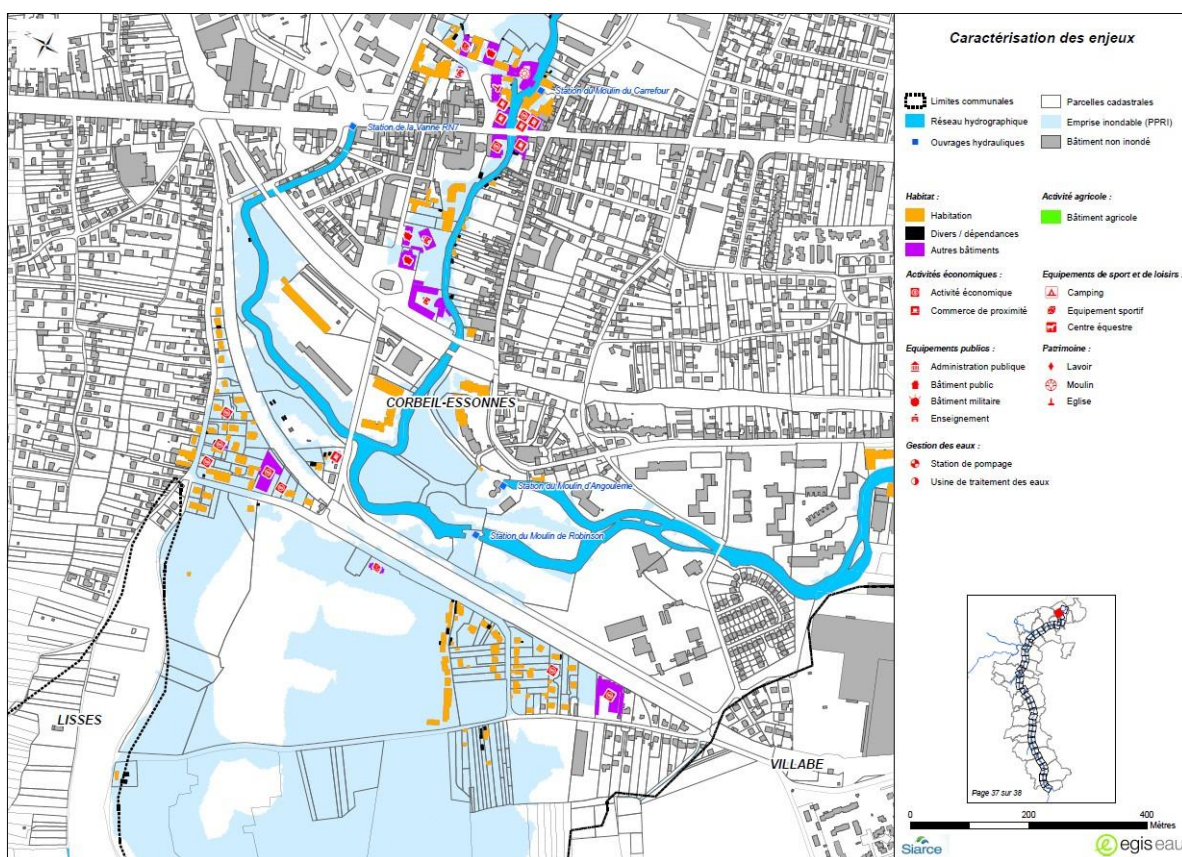 Station du Moulin du Carrefour
Station de la Vanne RN7
CORBEIL-ESSONNES
Station du Moulin d'Angoulême
Station du Moulin de Robinson
LISSES
VILLABE
Caractérisation des enjeux
Limites communales
Réseau hydrographique
Ouvrages hydrauliques
Parcelles cadastrales
Emprise inondable (PPRI)
Bâtiment non inondé
Habitat :
Habitation
Divers / dépendances
Autres bâtiments
Activité agricole :
Bâtiment agricole
Activités économiques :
Activité économique
Commerce de proximité
Equipements de sport et de loisirs :
Camping
Equipement sportif
Centre équestre
Equipements publics :
Administration publique
Bâtiment public
Bâtiment militaire
Enseignement
Patrimoine :
Lavoir
Moulin
Eglise
Gestion des eaux :
Station de pompage
Usine de traitement des eaux
Page 37 sur 38
0 200 400
Mètres
Siarce
egis eau